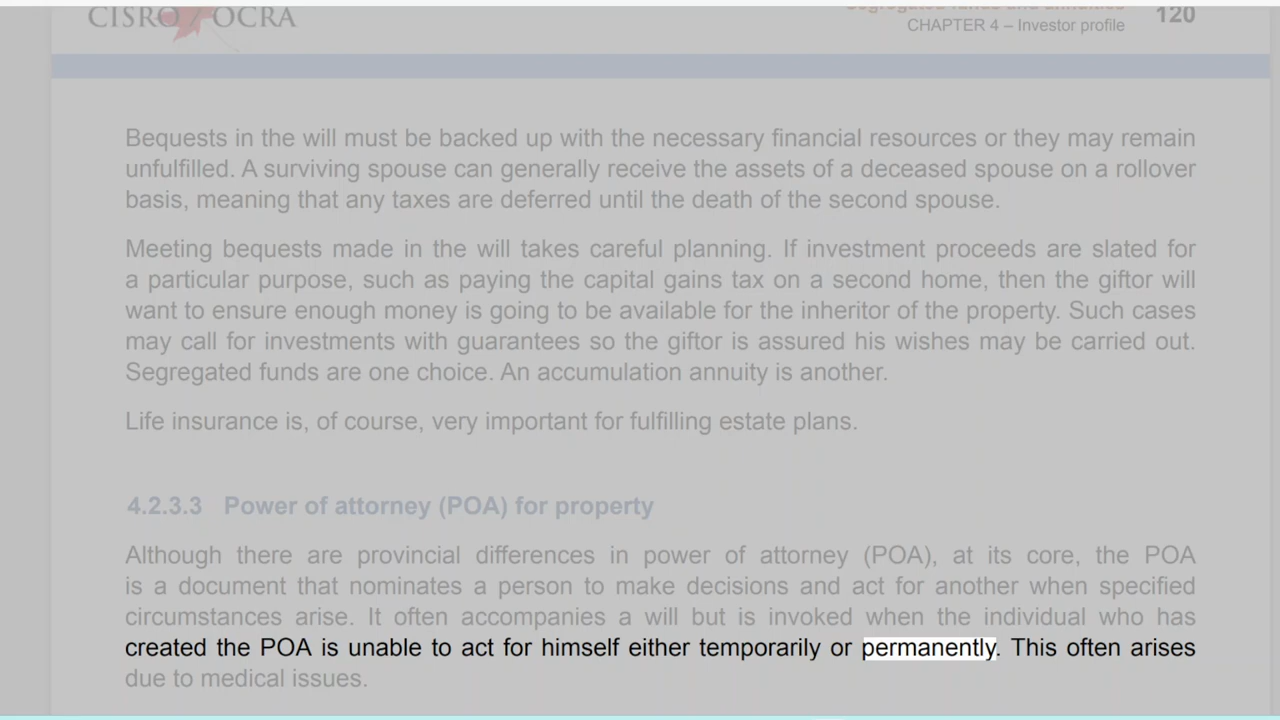 CISRO OCRA
Segregated funds and annuities
CHAPTER 4 – Investor profile
120
Bequests in the will must be backed up with the necessary financial resources or they may remain
unfulfilled. A surviving spouse can generally receive the assets of a deceased spouse on a rollover
basis, meaning that any taxes are deferred until the death of the second spouse.
Meeting bequests made in the will takes careful planning. If investment proceeds are slated for
a particular purpose, such as paying the capital gains tax on a second home, then the giftor will
want to ensure enough money is going to be available for the inheritor of the property. Such cases
may call for investments with guarantees so the giftor is assured his wishes may be carried out.
Segregated funds are one choice. An accumulation annuity is another.
Life insurance is, of course, very important for fulfilling estate plans.
4.2.3.3 Power of attorney (POA) for property
Although there are provincial differences in power of attorney (POA), at its core, the POA
is a document that nominates a person to make decisions and act for another when specified
circumstances arise. It often accompanies a will but is invoked when the individual who has
created the POA is unable to act for himself either temporarily or permanently. This often arises
due to medical issues.